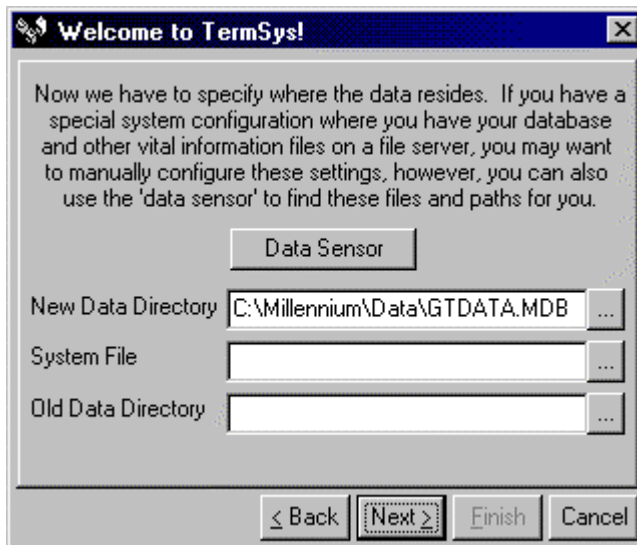 Welcome to TermSys!
Now we have to specify where the data resides.  If you have a
special system configuration where you have your database
and other vital information files on a file server, you may want
to manually configure these settings, however, you can also
use the 'data sensor' to find these files and paths for you.
Data Sensor
New Data Directory C:\Millennium\Data\GTDATA.MDB ...
System File ...
Old Data Directory ...
< Back Next > Finish Cancel